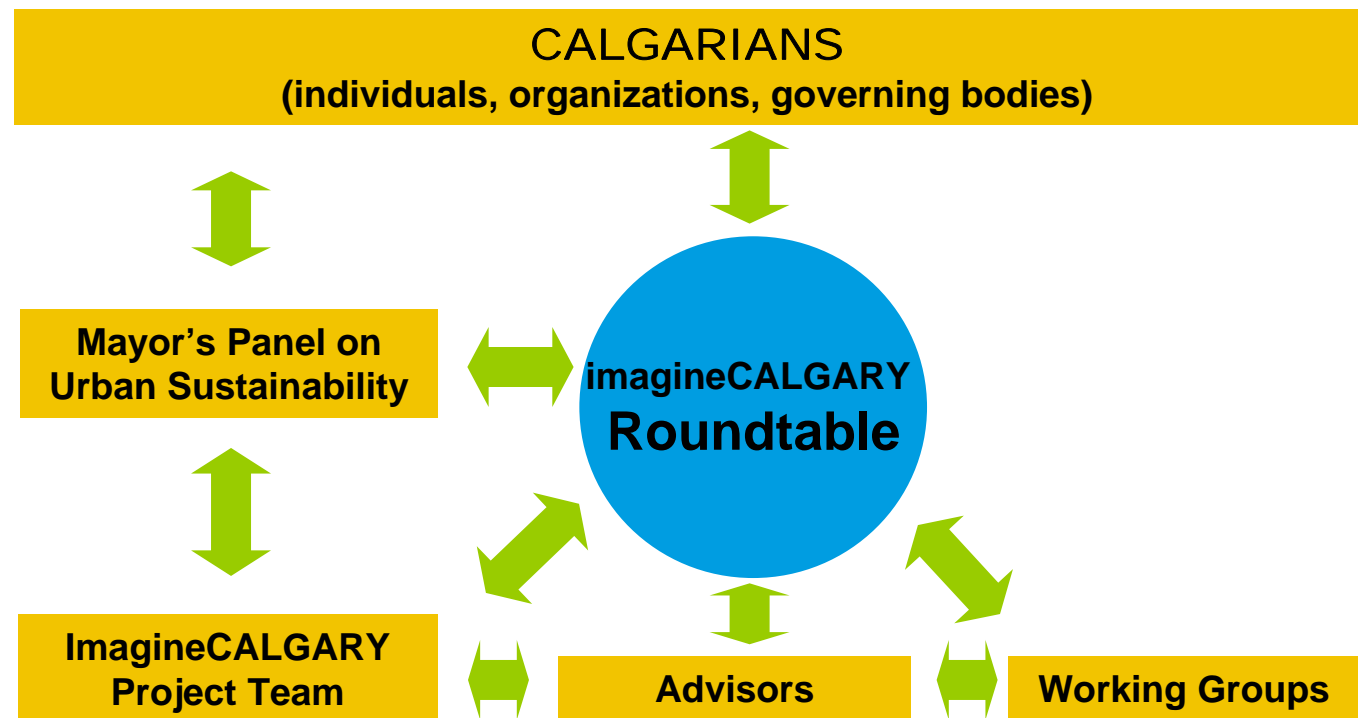 CALGARIANS
(individuals, organizations, governing bodies)
Mayor’s Panel on
Urban Sustainability
imagineCALGARY
Roundtable
ImagineCALGARY
Project Team
Advisors
Working Groups